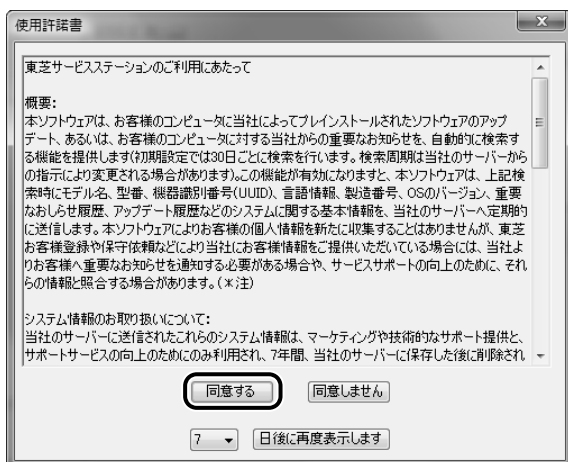 使用許諾書
東芝サービスステーションのご利用にあたって
概要:
本ソフトウェアは、お客様のコンピュータに当社によってプレインストールされたソフトウェアのアップ
デート、あるいは、お客様のコンピュータに対する当社からの重要なお知らせを、自動的に検索す
る機能を提供します(初期設定では30日ごとに検索を行います。検索周期は当社のサーバーから
の指示により変更される場合があります)。この機能が有効になりますと、本ソフトウェアは、上記検
索時にモデル名、型番、機器識別番号(UUID)、言語情報、製造番号、OSのバージョン、重要
なおしらせ履歴、アップデート履歴などのシステムに関する基本情報を、当社のサーバーへ定期的
に送信します。本ソフトウェアによりお客様の個人情報を新たに収集することはありませんが、東芝
お客様登録や保守依頼などにより当社にお客様情報をご提供いただいている場合には、当社よ
りお客様へ重要なお知らせを通知する必要がある場合や、サービスサポートの向上のために、それ
らの情報と照合する場合があります。(※注)
システム情報のお取り扱いについて:
当社のサーバーに送信されたこれらのシステム情報は、マーケティングや技術的なサポート提供と、
サポートサービスの向上のためにのみ利用され、7年間、当社のサーバーに保存した後に削除され
同意する 同意しません
7 日後に再度表示します